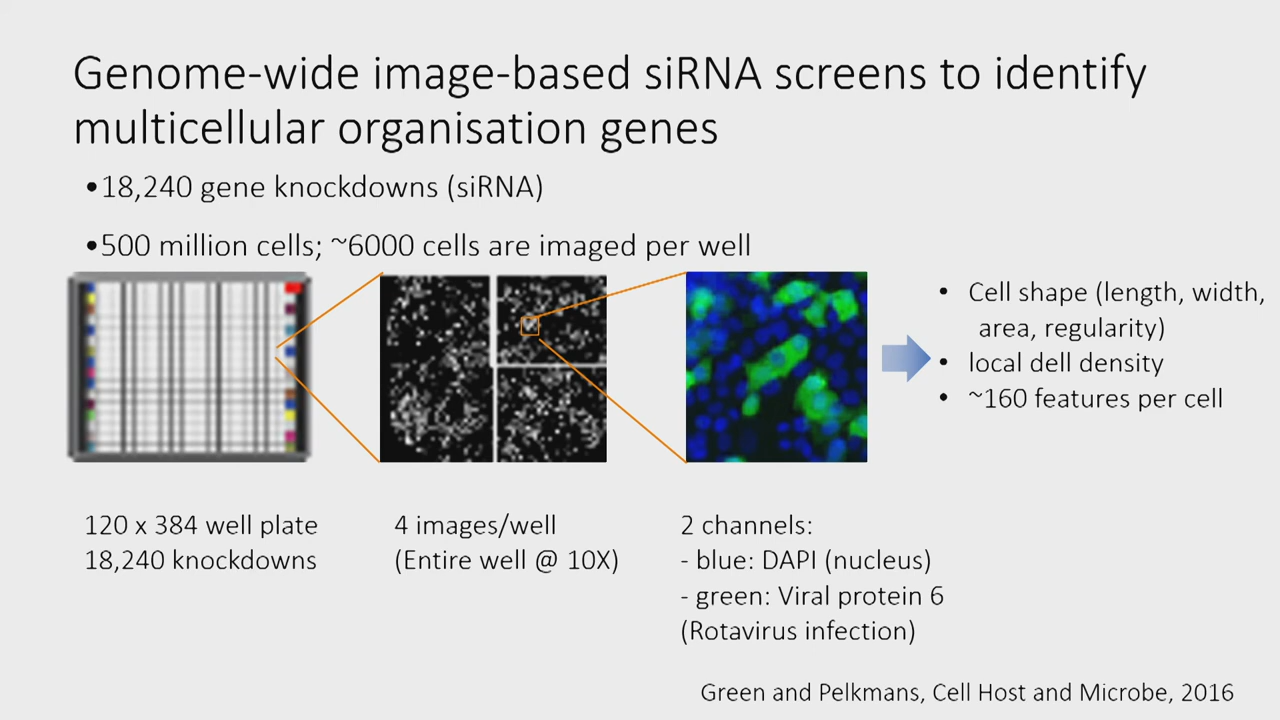 Genome-wide image-based siRNA screens to identify
multicellular organisation genes
•18,240 gene knockdowns (siRNA)
•500 million cells; ~6000 cells are imaged per well
• Cell shape (length, width,
area, regularity)
• local dell density
• ~160 features per cell
120 x 384 well plate
18,240 knockdowns
4 images/well
(Entire well @ 10X)
2 channels:
- blue: DAPI (nucleus)
- green: Viral protein 6
(Rotavirus infection)
Green and Pelkmans, Cell Host and Microbe, 2016